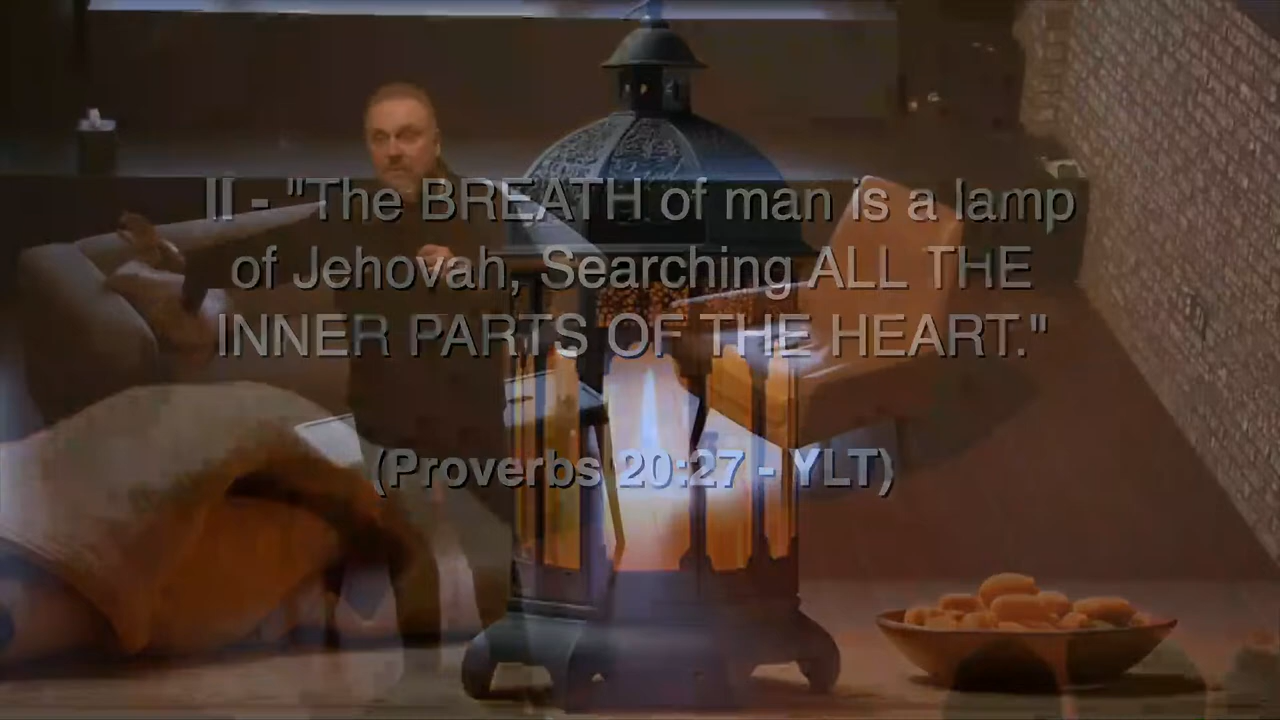 II - "The BREATH of man is a lamp
of Jehovah, Searching ALL THE
INNER PARTS OF THE HEART."
(Proverbs 20:27 - YLT)